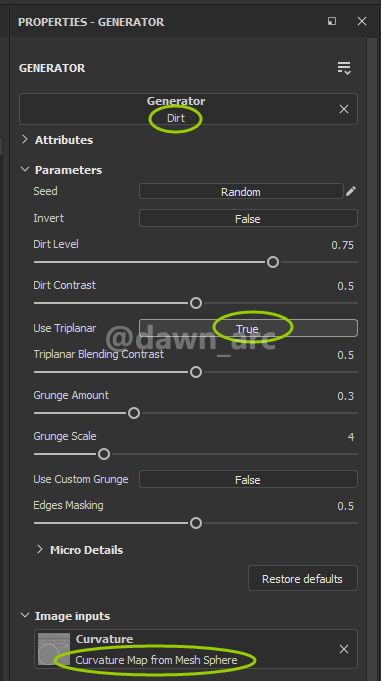 PROPERTIES - GENERATOR
GENERATOR
Generator
Dirt
Attributes
Parameters
Seed Random
Invert False
Dirt Level 0.75
Dirt Contrast 0.5
Use Triplanar True
@dawn_arc
Triplanar Blending Contrast 0.5
Grunge Amount 0.3
Grunge Scale 4
Use Custom Grunge False
Edges Masking 0.5
Micro Details
Restore defaults
Image inputs
Curvature
Curvature Map from Mesh Sphere